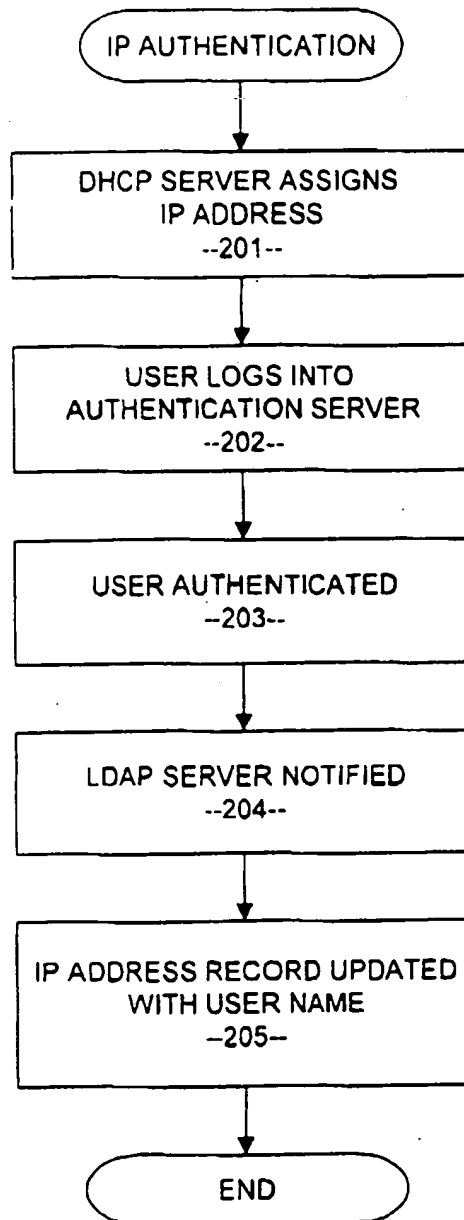 IP AUTHENTICATION
DHCP SERVER ASSIGNS
IP ADDRESS
--201--
USER LOGS INTO
AUTHENTICATION SERVER
--202--
USER AUTHENTICATED
--203--
LDAP SERVER NOTIFIED
--204--
IP ADDRESS RECORD UPDATED
WITH USER NAME
--205--
END